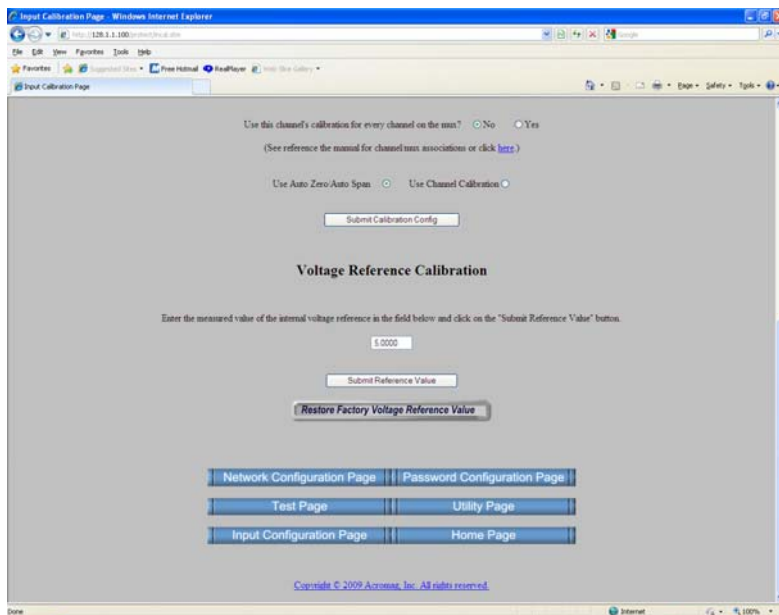 Input Calibration Page - Windows Internet Explorer
http://128.1.1.100/
Google
File Edit View Favorites Tools Help
Favorites Suggested Sites Free Hotmail RealPlayer Web Slice Gallery
Input Calibration Page
Page Safety Tools
Use this channel's calibration for every channel on the mux? No Yes
(See reference the manual for channel/mux associations or click here.)
Use Auto Zero/Auto Span Use Channel Calibration
Submit Calibration Config
Voltage Reference Calibration
Enter the measured value of the internal voltage reference in the field below and click on the "Submit Reference Value" button.
5.0000
Submit Reference Value
Restore Factory Voltage Reference Value
Network Configuration Page Password Configuration Page
Test Page Utility Page
Input Configuration Page Home Page
Copyright © 2009 Acromag, Inc. All rights reserved.
Done Internet 100%